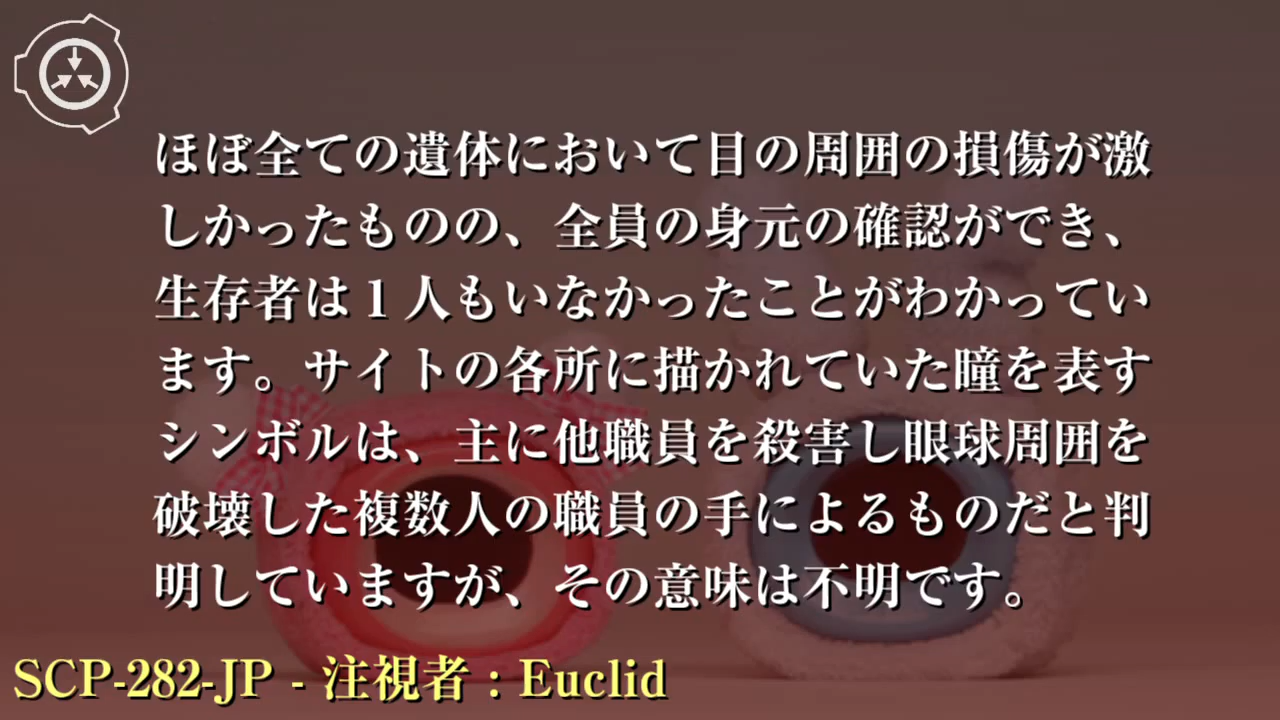 ほぼ全ての遺体において目の周囲の損傷が激
しかったものの、全員の身元の確認ができ、
生存者は１人もいなかったことがわかってい
ます。サイトの各所に描かれていた瞳を表す
シンボルは、主に他職員を殺害し眼球周囲を
破壊した複数人の職員の手によるものだと判
明していますが、その意味は不明です。
SCP-282-JP - 注視者：Euclid